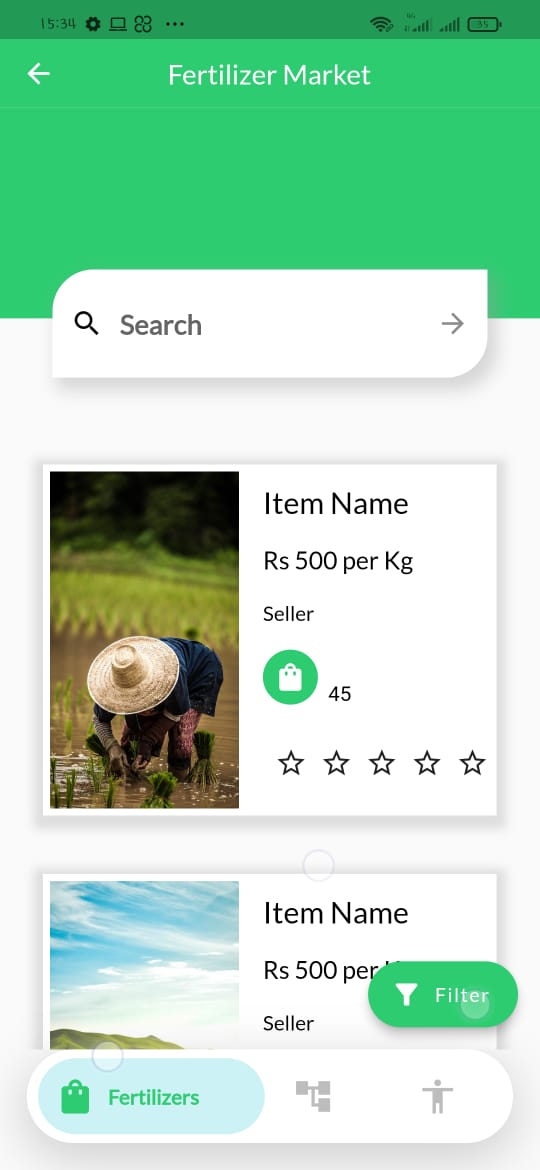 15:34
4G
35
Fertilizer Market
Search
Item Name
Rs 500 per Kg
Seller
45
Item Name
Rs 500 per
Filter
Seller
Fertilizers